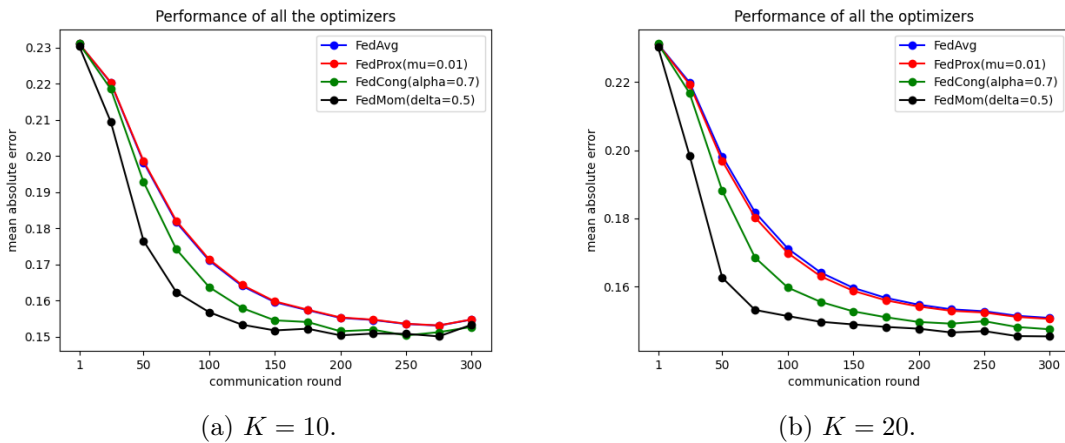 Performance of all the optimizers
FedAvg
FedProx(mu=0.01)
FedCong(alpha=0.7)
FedMom(delta=0.5)
mean absolute error
0.23
0.22
0.21
0.20
0.19
0.18
0.17
0.16
0.15
1 50 100 150 200 250 300
communication round
(a) K = 10.
Performance of all the optimizers
FedAvg
FedProx(mu=0.01)
FedCong(alpha=0.7)
FedMom(delta=0.5)
mean absolute error
0.22
0.20
0.18
0.16
1 50 100 150 200 250 300
communication round
(b) K = 20.